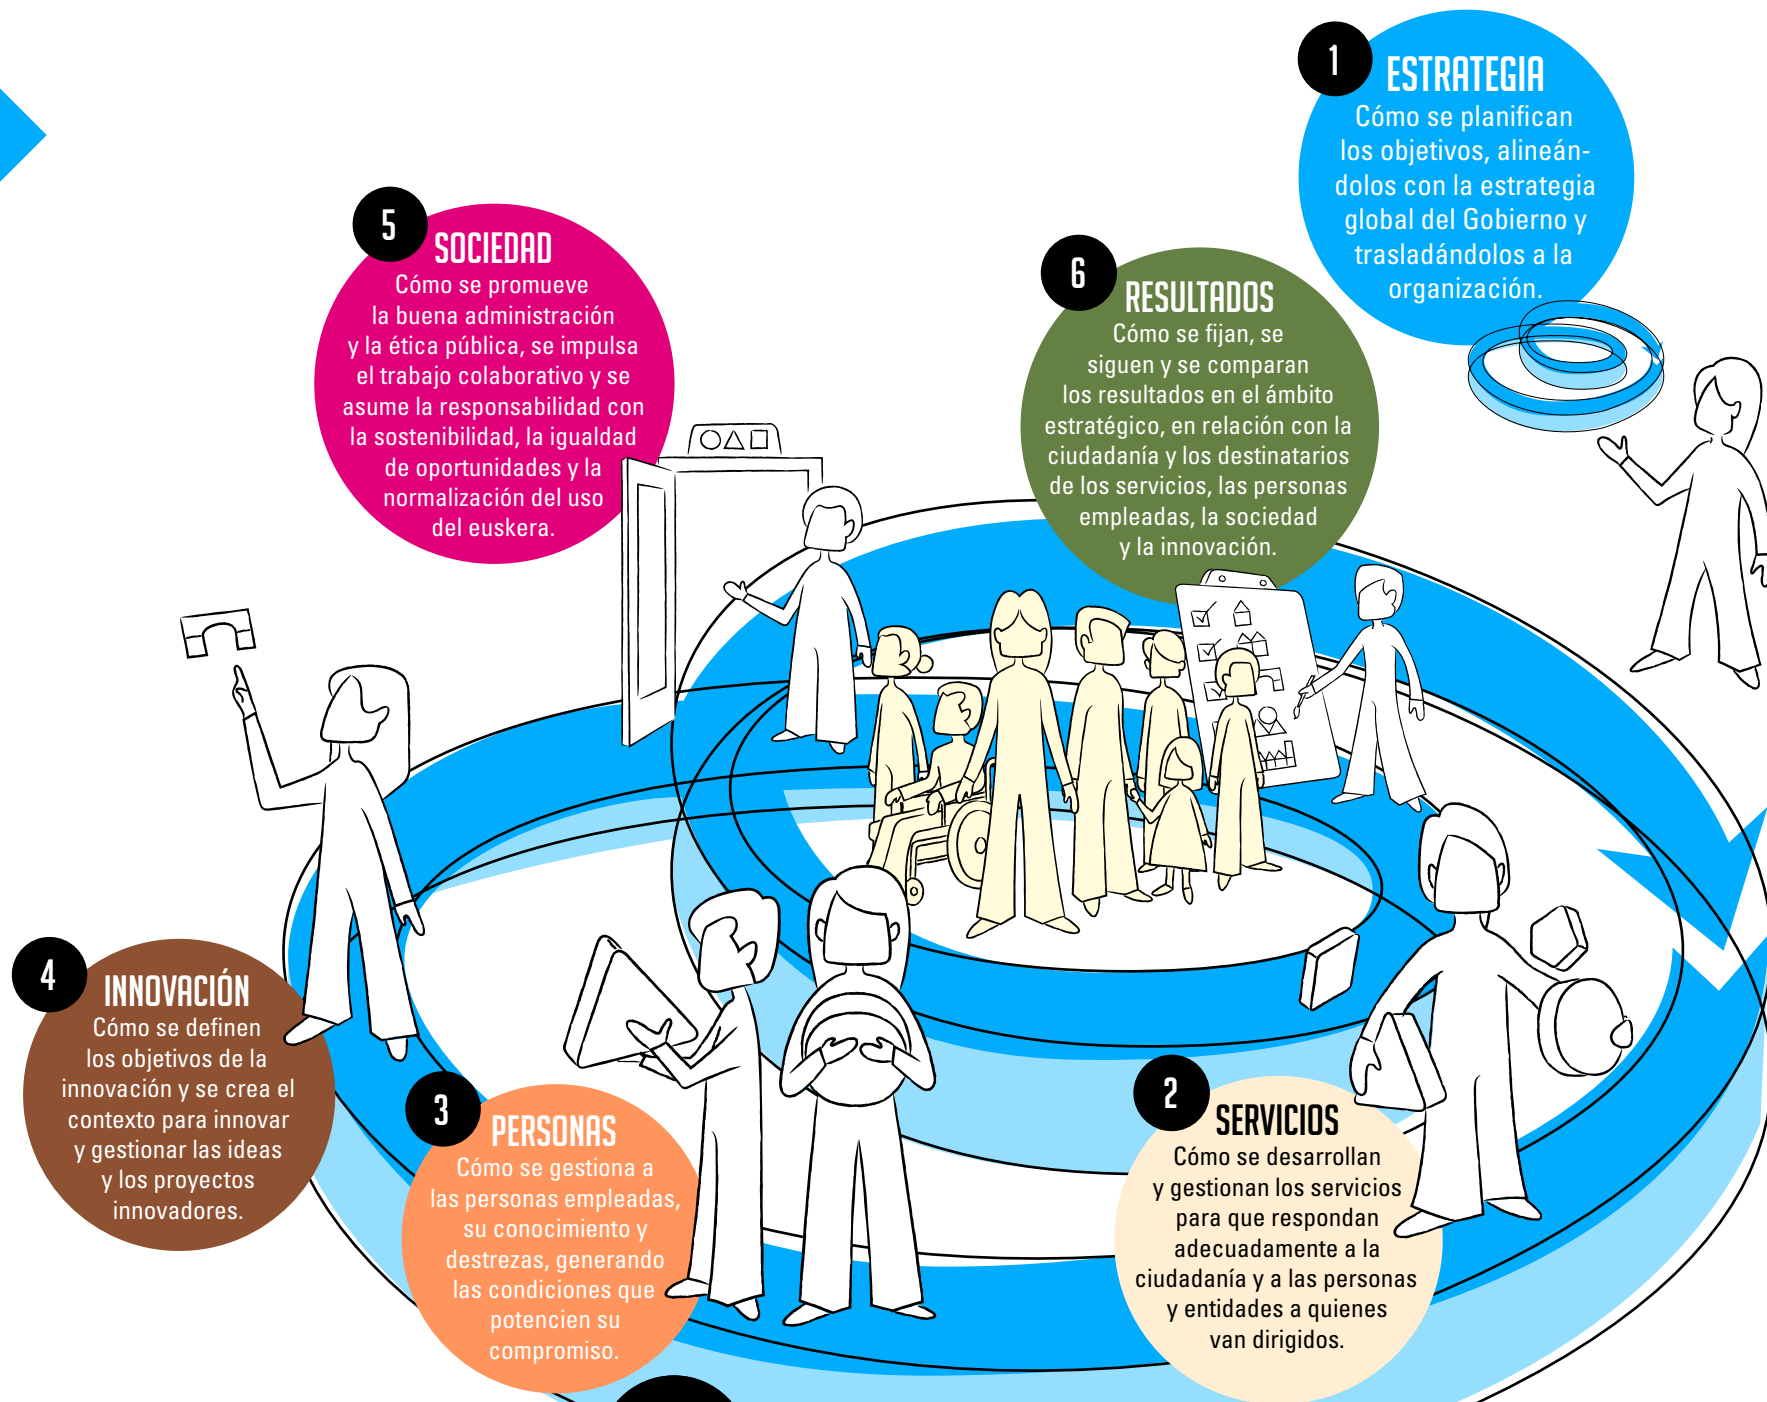 1
ESTRATEGIA
Cómo se planifican
los objetivos, alineán-
dolos con la estrategia
global del Gobierno y
trasladándolos a la
organización.
5
SOCIEDAD
Cómo se promueve
la buena administración
y la ética pública, se impulsa
el trabajo colaborativo y se
asume la responsabilidad con
la sostenibilidad, la igualdad
de oportunidades y la
normalización del uso
del euskera.
6
RESULTADOS
Cómo se fijan, se
siguen y se comparan
los resultados en el ámbito
estratégico, en relación con la
ciudadanía y los destinatarios
de los servicios, las personas
empleadas, la sociedad
y la innovación.
4
INNOVACIÓN
Cómo se definen
los objetivos de la
innovación y se crea el
contexto para innovar
y gestionar las ideas
y los proyectos
innovadores.
3
PERSONAS
Cómo se gestiona a
las personas empleadas,
su conocimiento y
destrezas, generando
las condiciones que
potencien su
compromiso.
2
SERVICIOS
Cómo se desarrollan
y gestionan los servicios
para que respondan
adecuadamente a la
ciudadanía y a las personas
y entidades a quienes
van dirigidos.